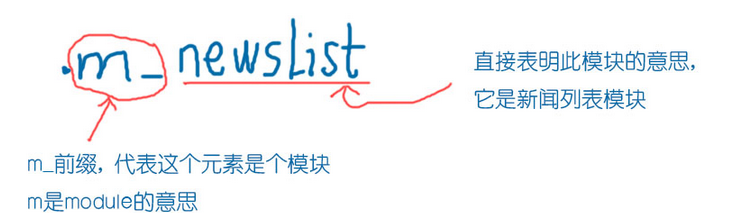 .m_newsList
直接表明此模块的意思，
它是新闻列表模块
m_前缀，代表这个元素是个模块
m是module的意思